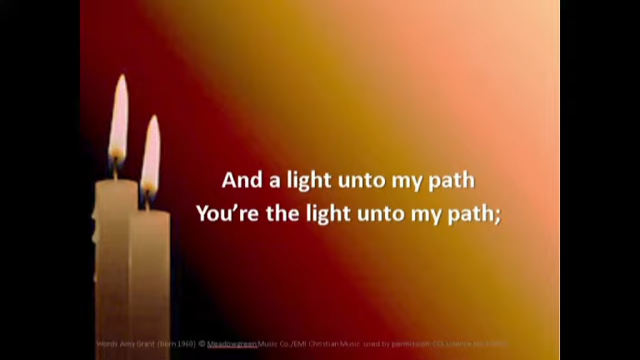 And a light unto my path
You're the light unto my path;
Words Amy Grant (Born 1960) © Meadowgreen Music Co./EMI Christian Music used by permission CCL